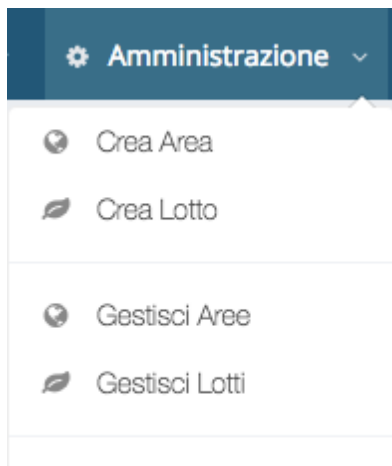 Amministrazione
Crea Area
Crea Lotto
Gestisci Aree
Gestisci Lotti